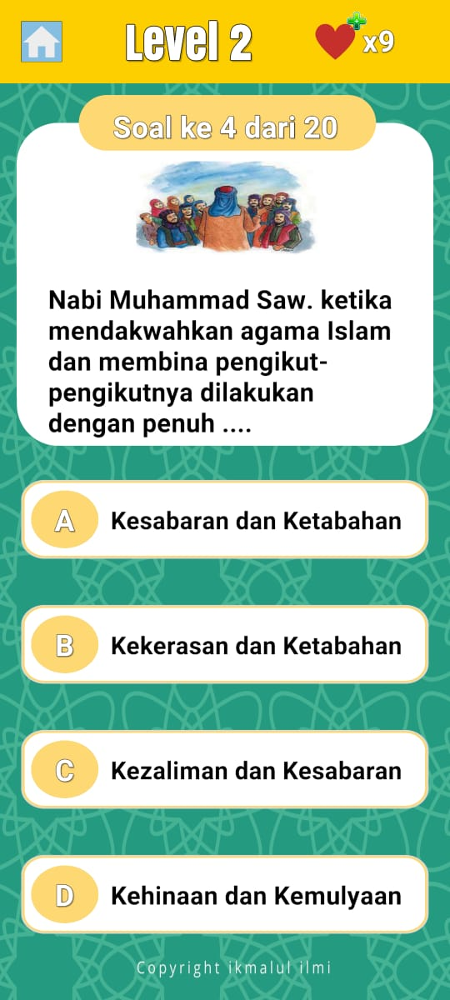 Level 2
x9
Soal ke 4 dari 20
Nabi Muhammad Saw. ketika
mendakwahkan agama Islam
dan membina pengikut-
pengikutnya dilakukan
dengan penuh ....
A Kesabaran dan Ketabahan
B Kekerasan dan Ketabahan
C Kezaliman dan Kesabaran
D Kehinaan dan Kemulyaan
Copyright ikmalul ilmi